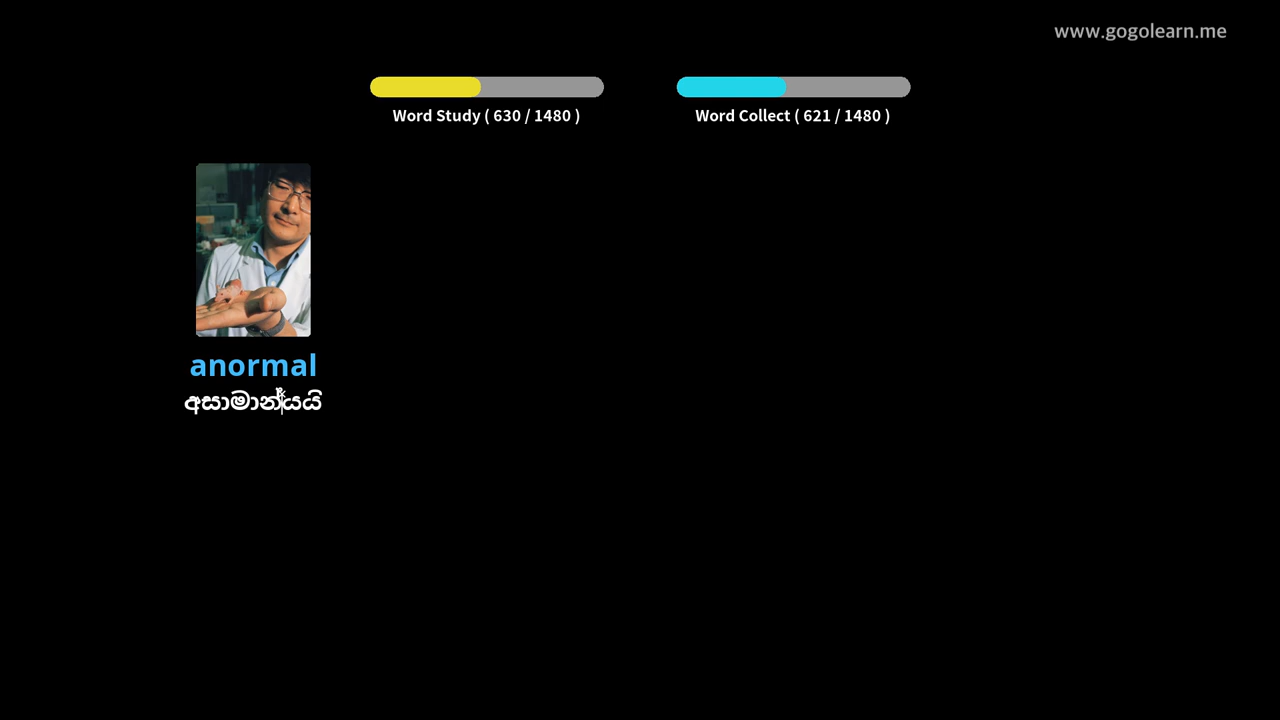 www.gogolearn.me
Word Study ( 630 / 1480 )
Word Collect ( 621 / 1480 )
anormal
අසාමාන්‍යයි